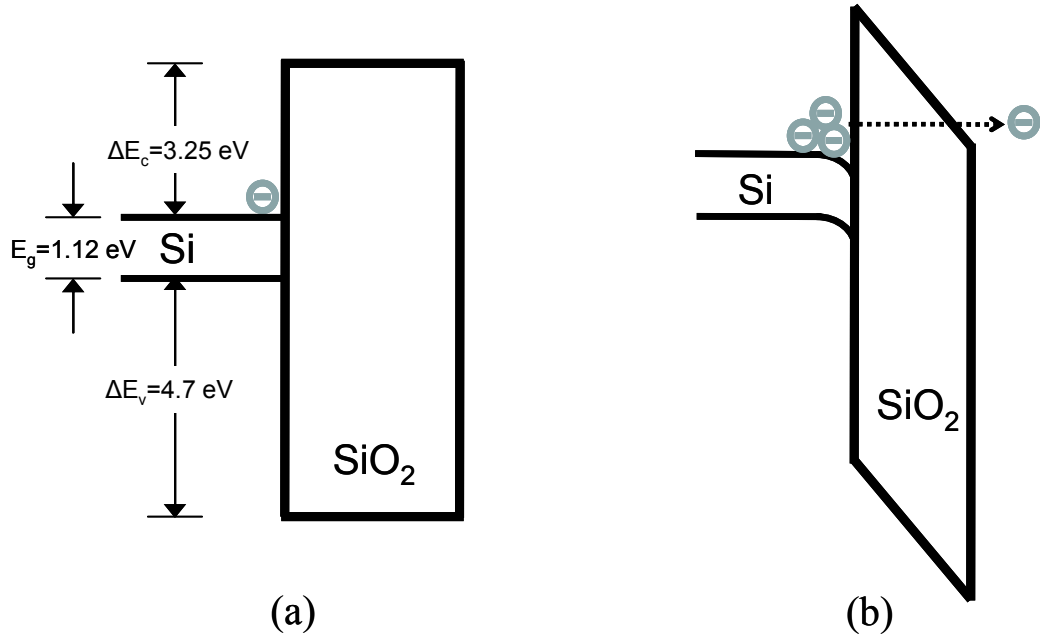 ΔEc=3.25 eV
Si
Eg=1.12 eV
ΔEv=4.7 eV
SiO2
(a)
Si
SiO2
(b)